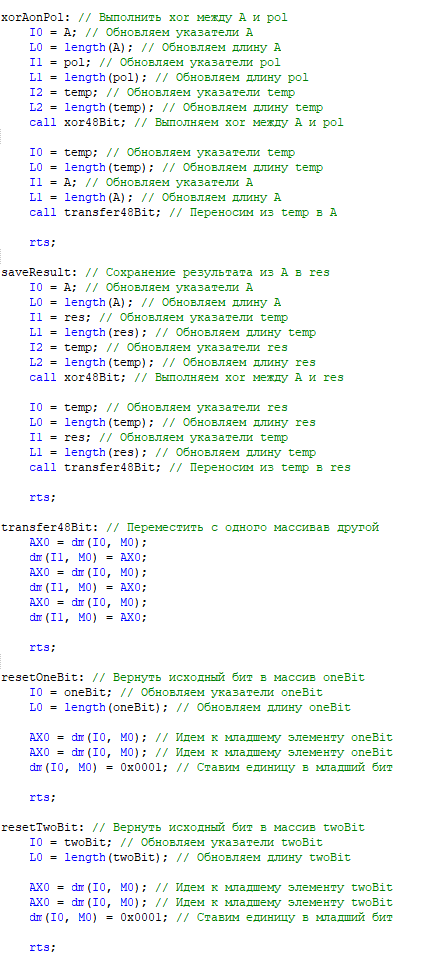 xorAonPol: // Выполнить xor между A и pol
    I0 = A; // Обновляем указатели A
    L0 = length(A); // Обновляем длину A
    I1 = pol; // Обновляем указатели pol
    L1 = length(pol); // Обновляем длину pol
    I2 = temp; // Обновляем указатели temp
    L2 = length(temp); // Обновляем длину temp
    call xor48Bit; // Выполняем xor между A и pol

    I0 = temp; // Обновляем указатели temp
    L0 = length(temp); // Обновляем длину temp
    I1 = A; // Обновляем указатели A
    L1 = length(A); // Обновляем длину A
    call transfer48Bit; // Переносим из temp в A

    rts;

saveResult: // Сохранение результата из A в res
    I0 = A; // Обновляем указатели A
    L0 = length(A); // Обновляем длину A
    I1 = res; // Обновляем указатели temp
    L1 = length(res); // Обновляем длину temp
    I2 = temp; // Обновляем указатели res
    L2 = length(temp); // Обновляем длину res
    call xor48Bit; // Выполняем xor между A и res

    I0 = temp; // Обновляем указатели res
    L0 = length(temp); // Обновляем длину res
    I1 = res; // Обновляем указатели temp
    L1 = length(res); // Обновляем длину temp
    call transfer48Bit; // Переносим из temp в res

    rts;

transfer48Bit: // Переместить с одного массивав другой
    AX0 = dm(I0, M0);
    dm(I1, M0) = AX0;
    AX0 = dm(I0, M0);
    dm(I1, M0) = AX0;
    AX0 = dm(I0, M0);
    dm(I1, M0) = AX0;

    rts;

resetOneBit: // Вернуть исходный бит в массив oneBit
    I0 = oneBit; // Обновляем указатели oneBit
    L0 = length(oneBit); // Обновляем длину oneBit

    AX0 = dm(I0, M0); // Идем к младшему элементу oneBit
    AX0 = dm(I0, M0); // Идем к младшему элементу oneBit
    dm(I0, M0) = 0x0001; // Ставим единицу в младший бит

    rts;

resetTwoBit: // Вернуть исходный бит в массив twoBit
    I0 = twoBit; // Обновляем указатели twoBit
    L0 = length(twoBit); // Обновляем длину twoBit

    AX0 = dm(I0, M0); // Идем к младшему элементу twoBit
    AX0 = dm(I0, M0); // Идем к младшему элементу twoBit
    dm(I0, M0) = 0x0001; // Ставим единицу в младший бит

    rts;